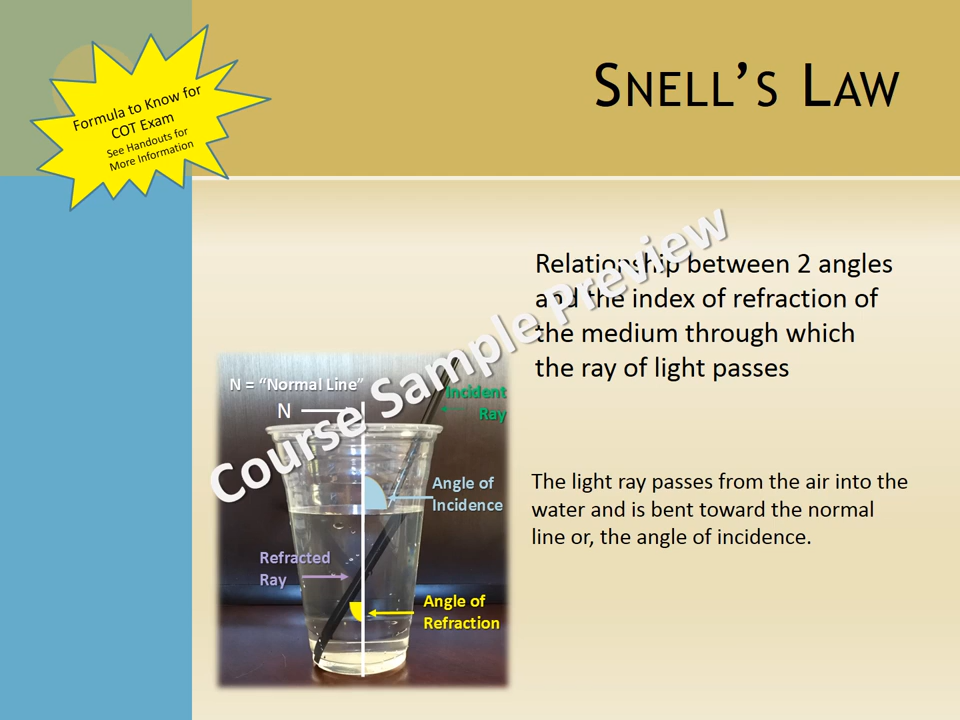 Formula to Know for
COT Exam
See Handouts for
More Information
Snell’s Law
Relationship between 2 angles
and the index of refraction of
the medium through which
the ray of light passes
N = “Normal Line”
N
Incident
Ray
Angle of
Incidence
Refracted
Ray
Angle of
Refraction
The light ray passes from the air into the
water and is bent toward the normal
line or, the angle of incidence.
Course Sample Preview